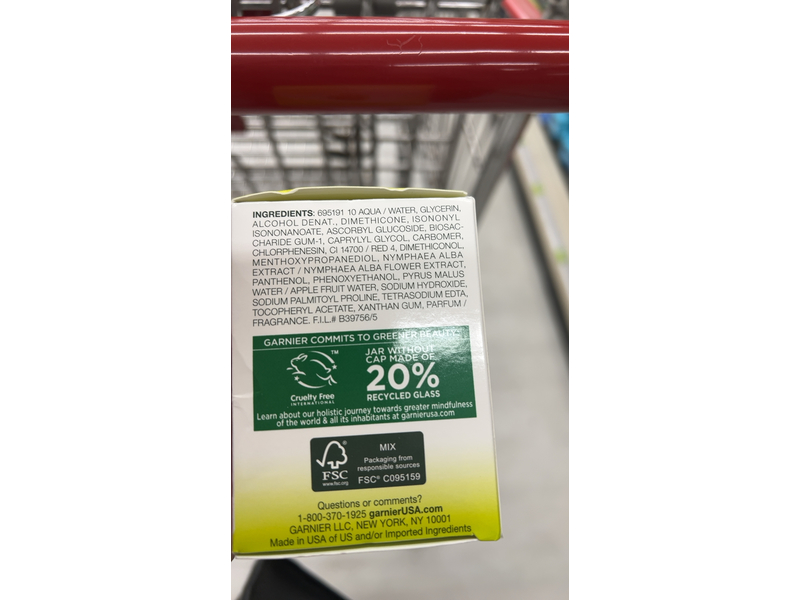 INGREDIENTS: 695191 10 AQUA / WATER, GLYCERIN,
ALCOHOL DENAT., DIMETHICONE, ISONONYL
ISONONANOATE, ASCORBYL GLUCOSIDE, BIOSAC-
CHARIDE GUM-1, CAPRYLYL GLYCOL, CARBOMER,
CHLORPHENESIN, CI 14700 / RED 4, DIMETHICONOL,
MENTHOXYPROPANEDIOL, NYMPHAEA ALBA
EXTRACT / NYMPHAEA ALBA FLOWER EXTRACT,
PANTHENOL, PHENOXYETHANOL, PYRUS MALUS
WATER / APPLE FRUIT WATER, SODIUM HYDROXIDE,
SODIUM PALMITOYL PROLINE, TETRASODIUM EDTA,
TOCOPHERYL ACETATE, XANTHAN GUM, PARFUM /
FRAGRANCE. F.I.L.# B39756/5
GARNIER COMMITS TO GREENER BEAUTY
TM
Cruelty Free
INTERNATIONAL
JAR WITHOUT
CAP MADE OF
20%
RECYCLED GLASS
Learn about our holistic journey towards greater mindfulness
of the world & all its inhabitants at garnierusa.com
®
FSC
www.fsc.org
MIX
Packaging from
responsible sources
FSC® C095159
Questions or comments?
1-800-370-1925 garnierUSA.com
GARNIER LLC, NEW YORK, NY 10001
Made in USA of US and/or Imported Ingredients